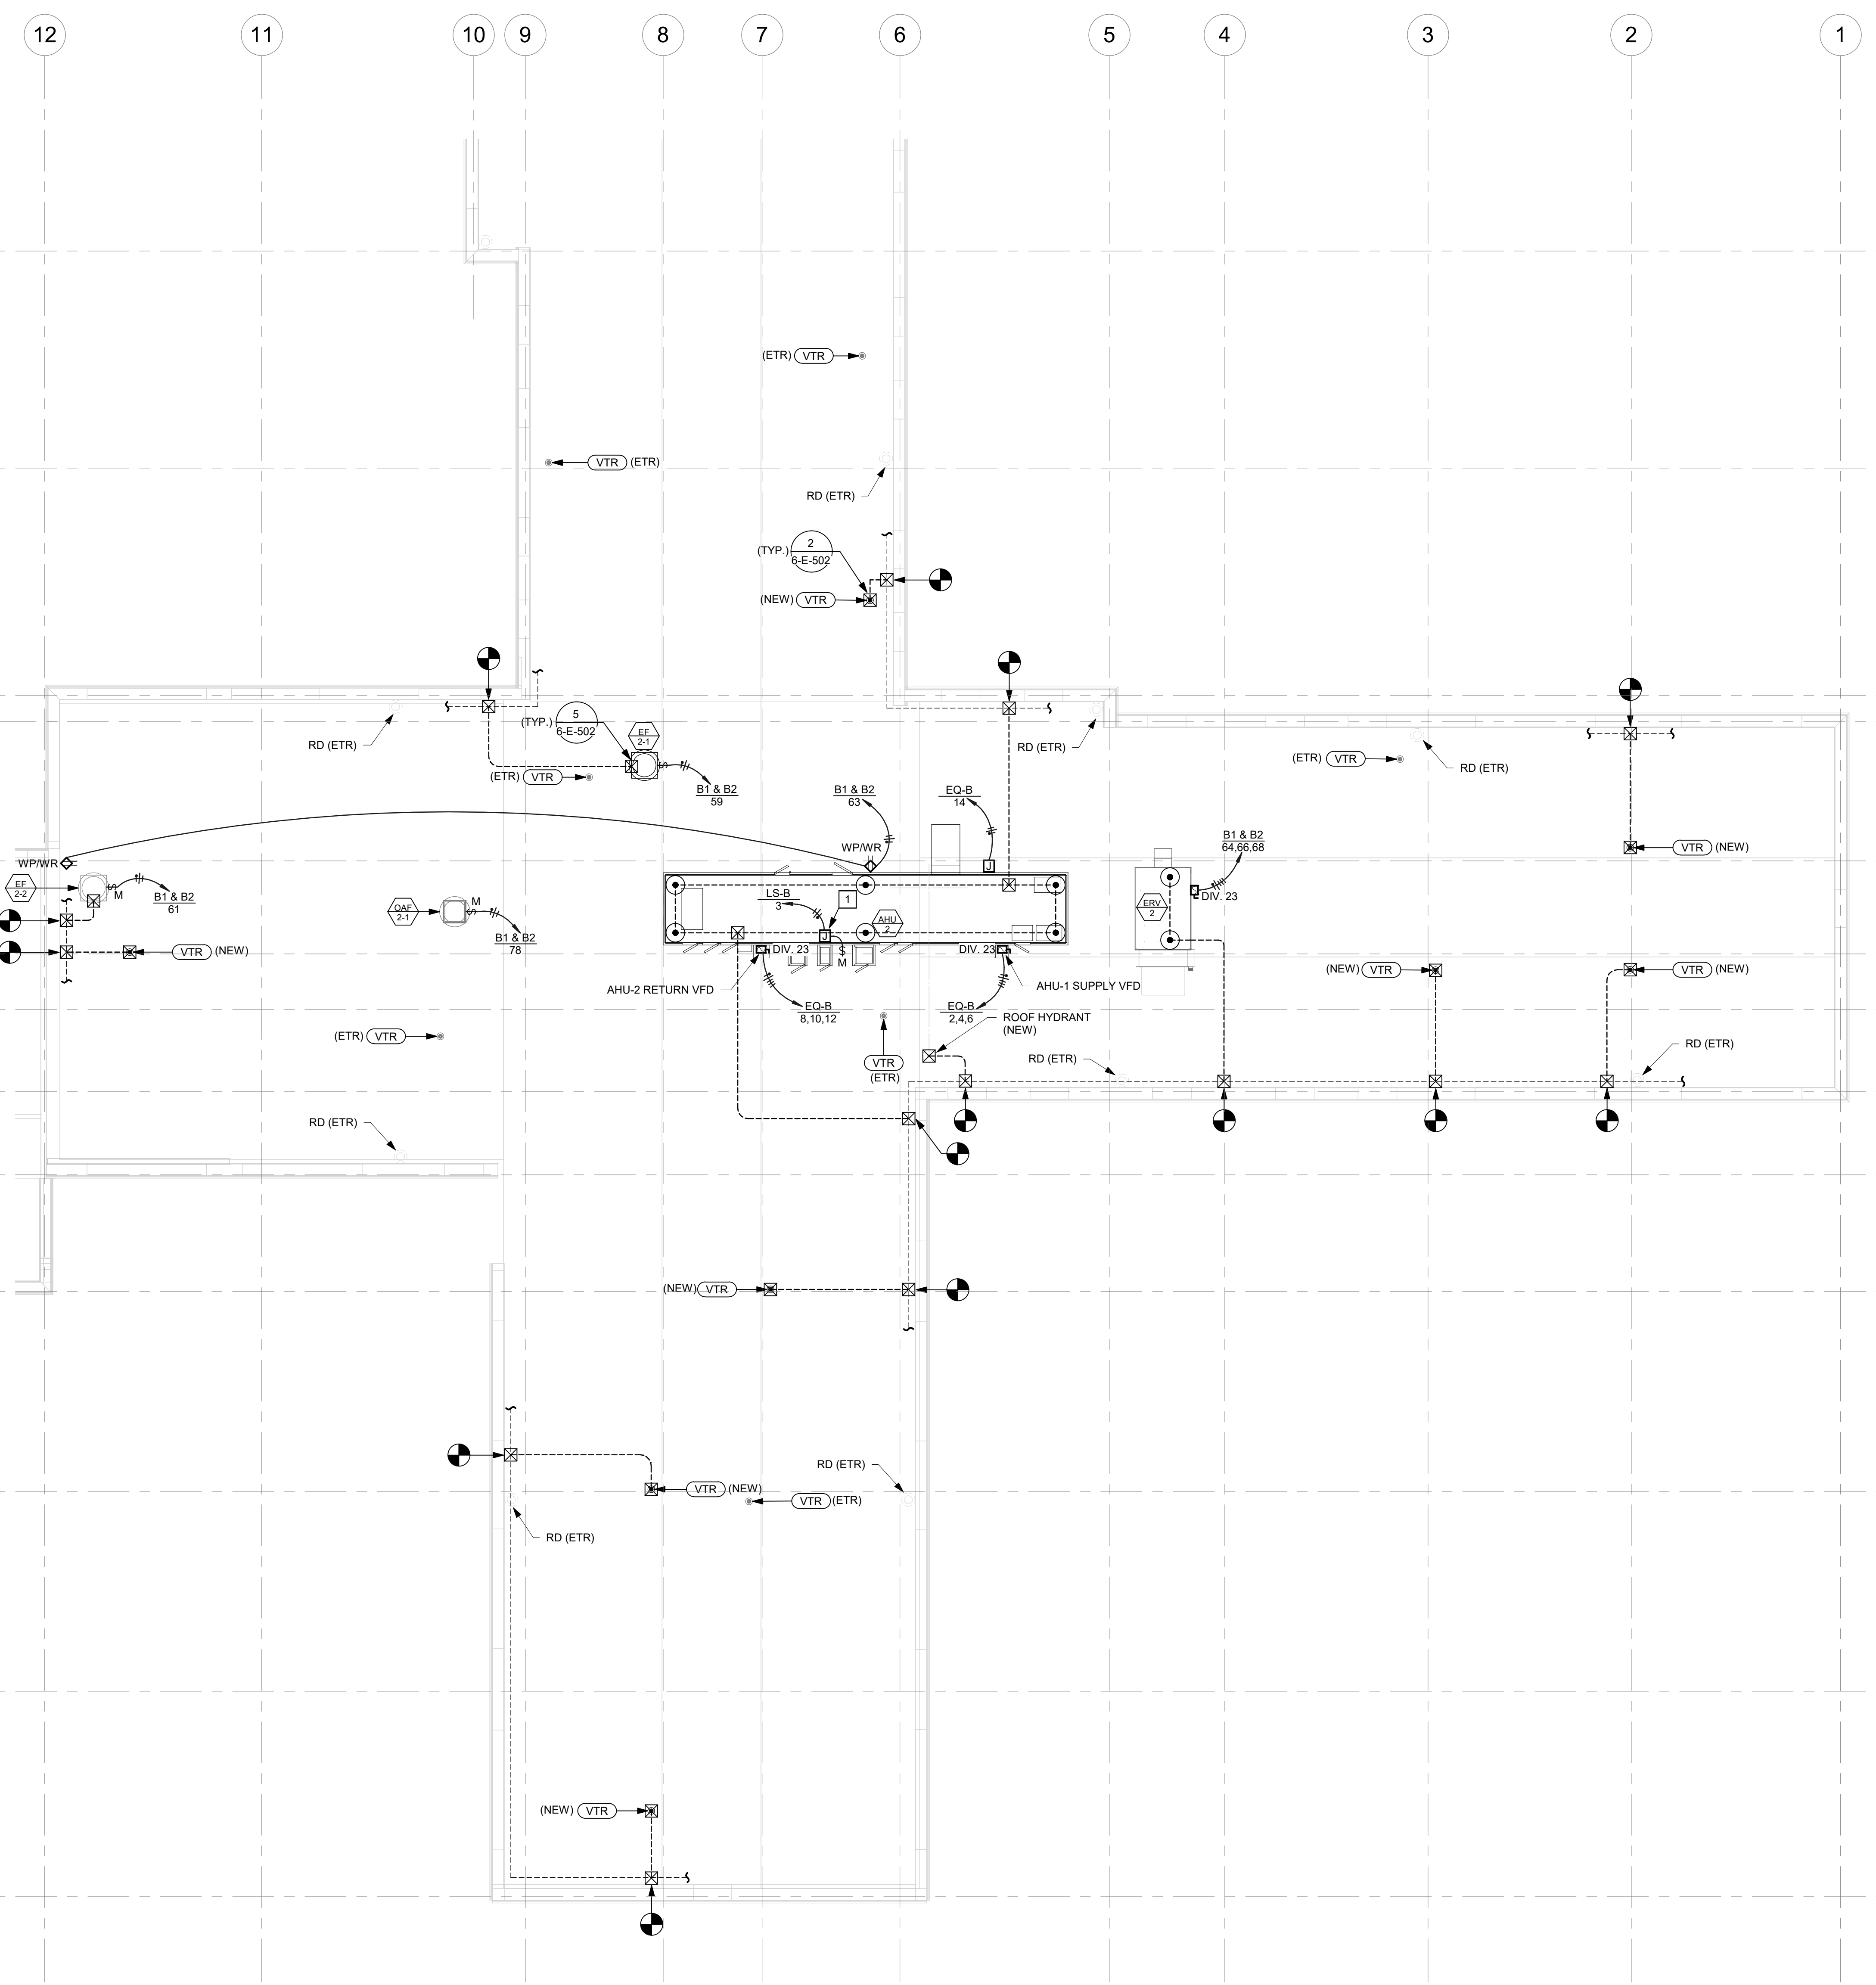 12 11 10 9 8 7 6 5 4 3 2 1
(ETR) VTR
VTR (ETR)
RD (ETR)
(TYP.) 2
6-E-502
(NEW) VTR
(TYP.) 5
6-E-502
EF
2-1
RD (ETR)
RD (ETR)
(ETR) VTR
RD (ETR)
(ETR) VTR
B1 & B2
59
B1 & B2
63
EQ-B
14
B1 & B2
64,66,68
VTR (NEW)
WP/WR
WP/WR
J
EF
2-2
S
M
B1 & B2
61
OAF
2-1
M
S
B1 & B2
78
S
LS-B
3
1
AHU
2
J
$
M
ERV
2
DIV. 23
VTR (NEW)
DIV. 23
DIV. 23
AHU-2 RETURN VFD
AHU-1 SUPPLY VFD
(NEW) VTR
VTR (NEW)
EQ-B
8,10,12
EQ-B
2,4,6
ROOF HYDRANT
(NEW)
(ETR) VTR
VTR
(ETR)
RD (ETR)
RD (ETR)
RD (ETR)
(NEW) VTR
RD (ETR)
VTR (NEW)
VTR (ETR)
RD (ETR)
(NEW) VTR